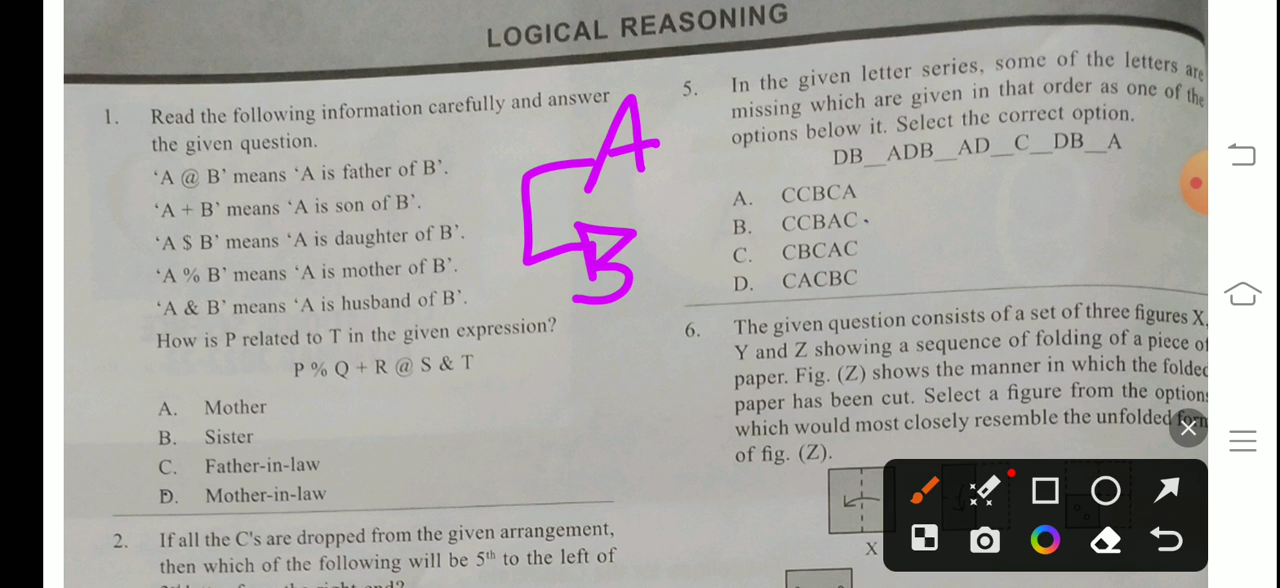 LOGICAL REASONING
1. Read the following information carefully and answer
the given question.
‘A @ B’ means ‘A is father of B’.
‘A + B’ means ‘A is son of B’.
‘A $ B’ means ‘A is daughter of B’.
‘A % B’ means ‘A is mother of B’.
‘A & B’ means ‘A is husband of B’.
How is P related to T in the given expression?
P % Q + R @ S & T
A. Mother
B. Sister
C. Father-in-law
D. Mother-in-law
2. If all the C's are dropped from the given arrangement,
then which of the following will be 5th to the left of
A
B
5. In the given letter series, some of the letters are
missing which are given in that order as one of the
options below it. Select the correct option.
DB__ADB__AD__C__DB__A
A. CCBCA
B. CCBAC
C. CBCAC
D. CACBC
6. The given question consists of a set of three figures X,
Y and Z showing a sequence of folding of a piece of
paper. Fig. (Z) shows the manner in which the folded
paper has been cut. Select a figure from the options
which would most closely resemble the unfolded form
of fig. (Z).
X